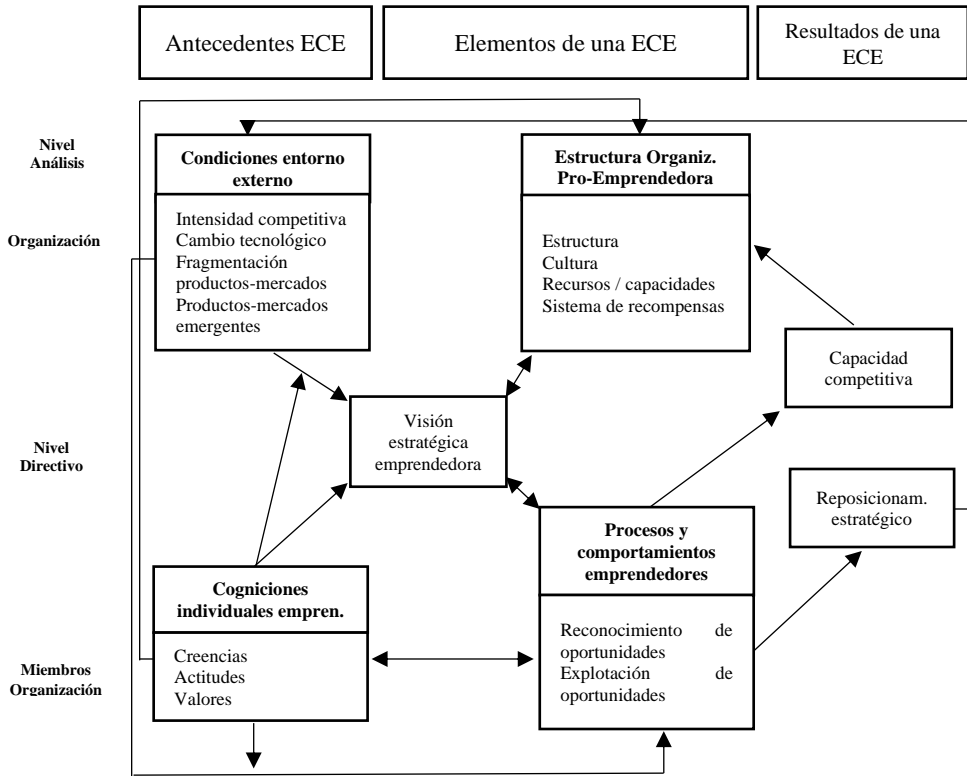 Antecedentes ECE
Elementos de una ECE
Resultados de una
ECE
Nivel
Análisis
Organización
Nivel
Directivo
Miembros
Organización
Condiciones entorno
externo
Intensidad competitiva
Cambio tecnológico
Fragmentación
productos-mercados
Productos-mercados
emergentes
Estructura Organiz.
Pro-Emprendedora
Estructura
Cultura
Recursos / capacidades
Sistema de recompensas
Capacidad
competitiva
Visión
estratégica
emprendedora
Reposicionam.
estratégico
Procesos y
comportamientos
emprendedores
Reconocimiento de
oportunidades
Explotación de
oportunidades
Cogniciones
individuales empren.
Creencias
Actitudes
Valores